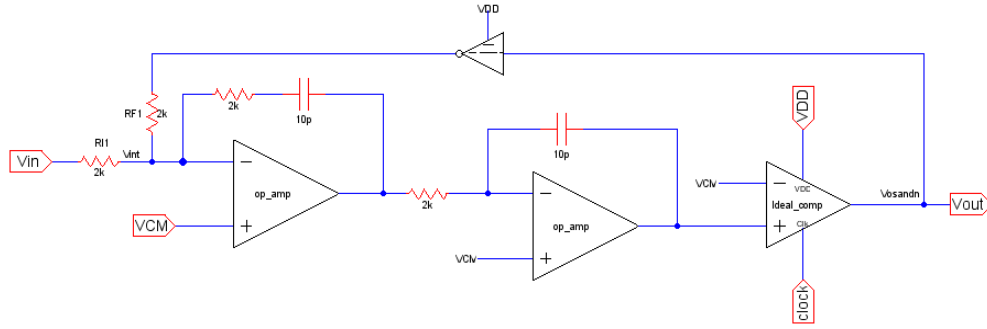 VDD
2k
10p
RF1
2k
Vin
RI1
2k
Vint
op_amp
VCM
2k
10p
op_amp
VCM
VDD
VCM
VDD
Ideal_comp
Clk
Vosandn
Vout
clock